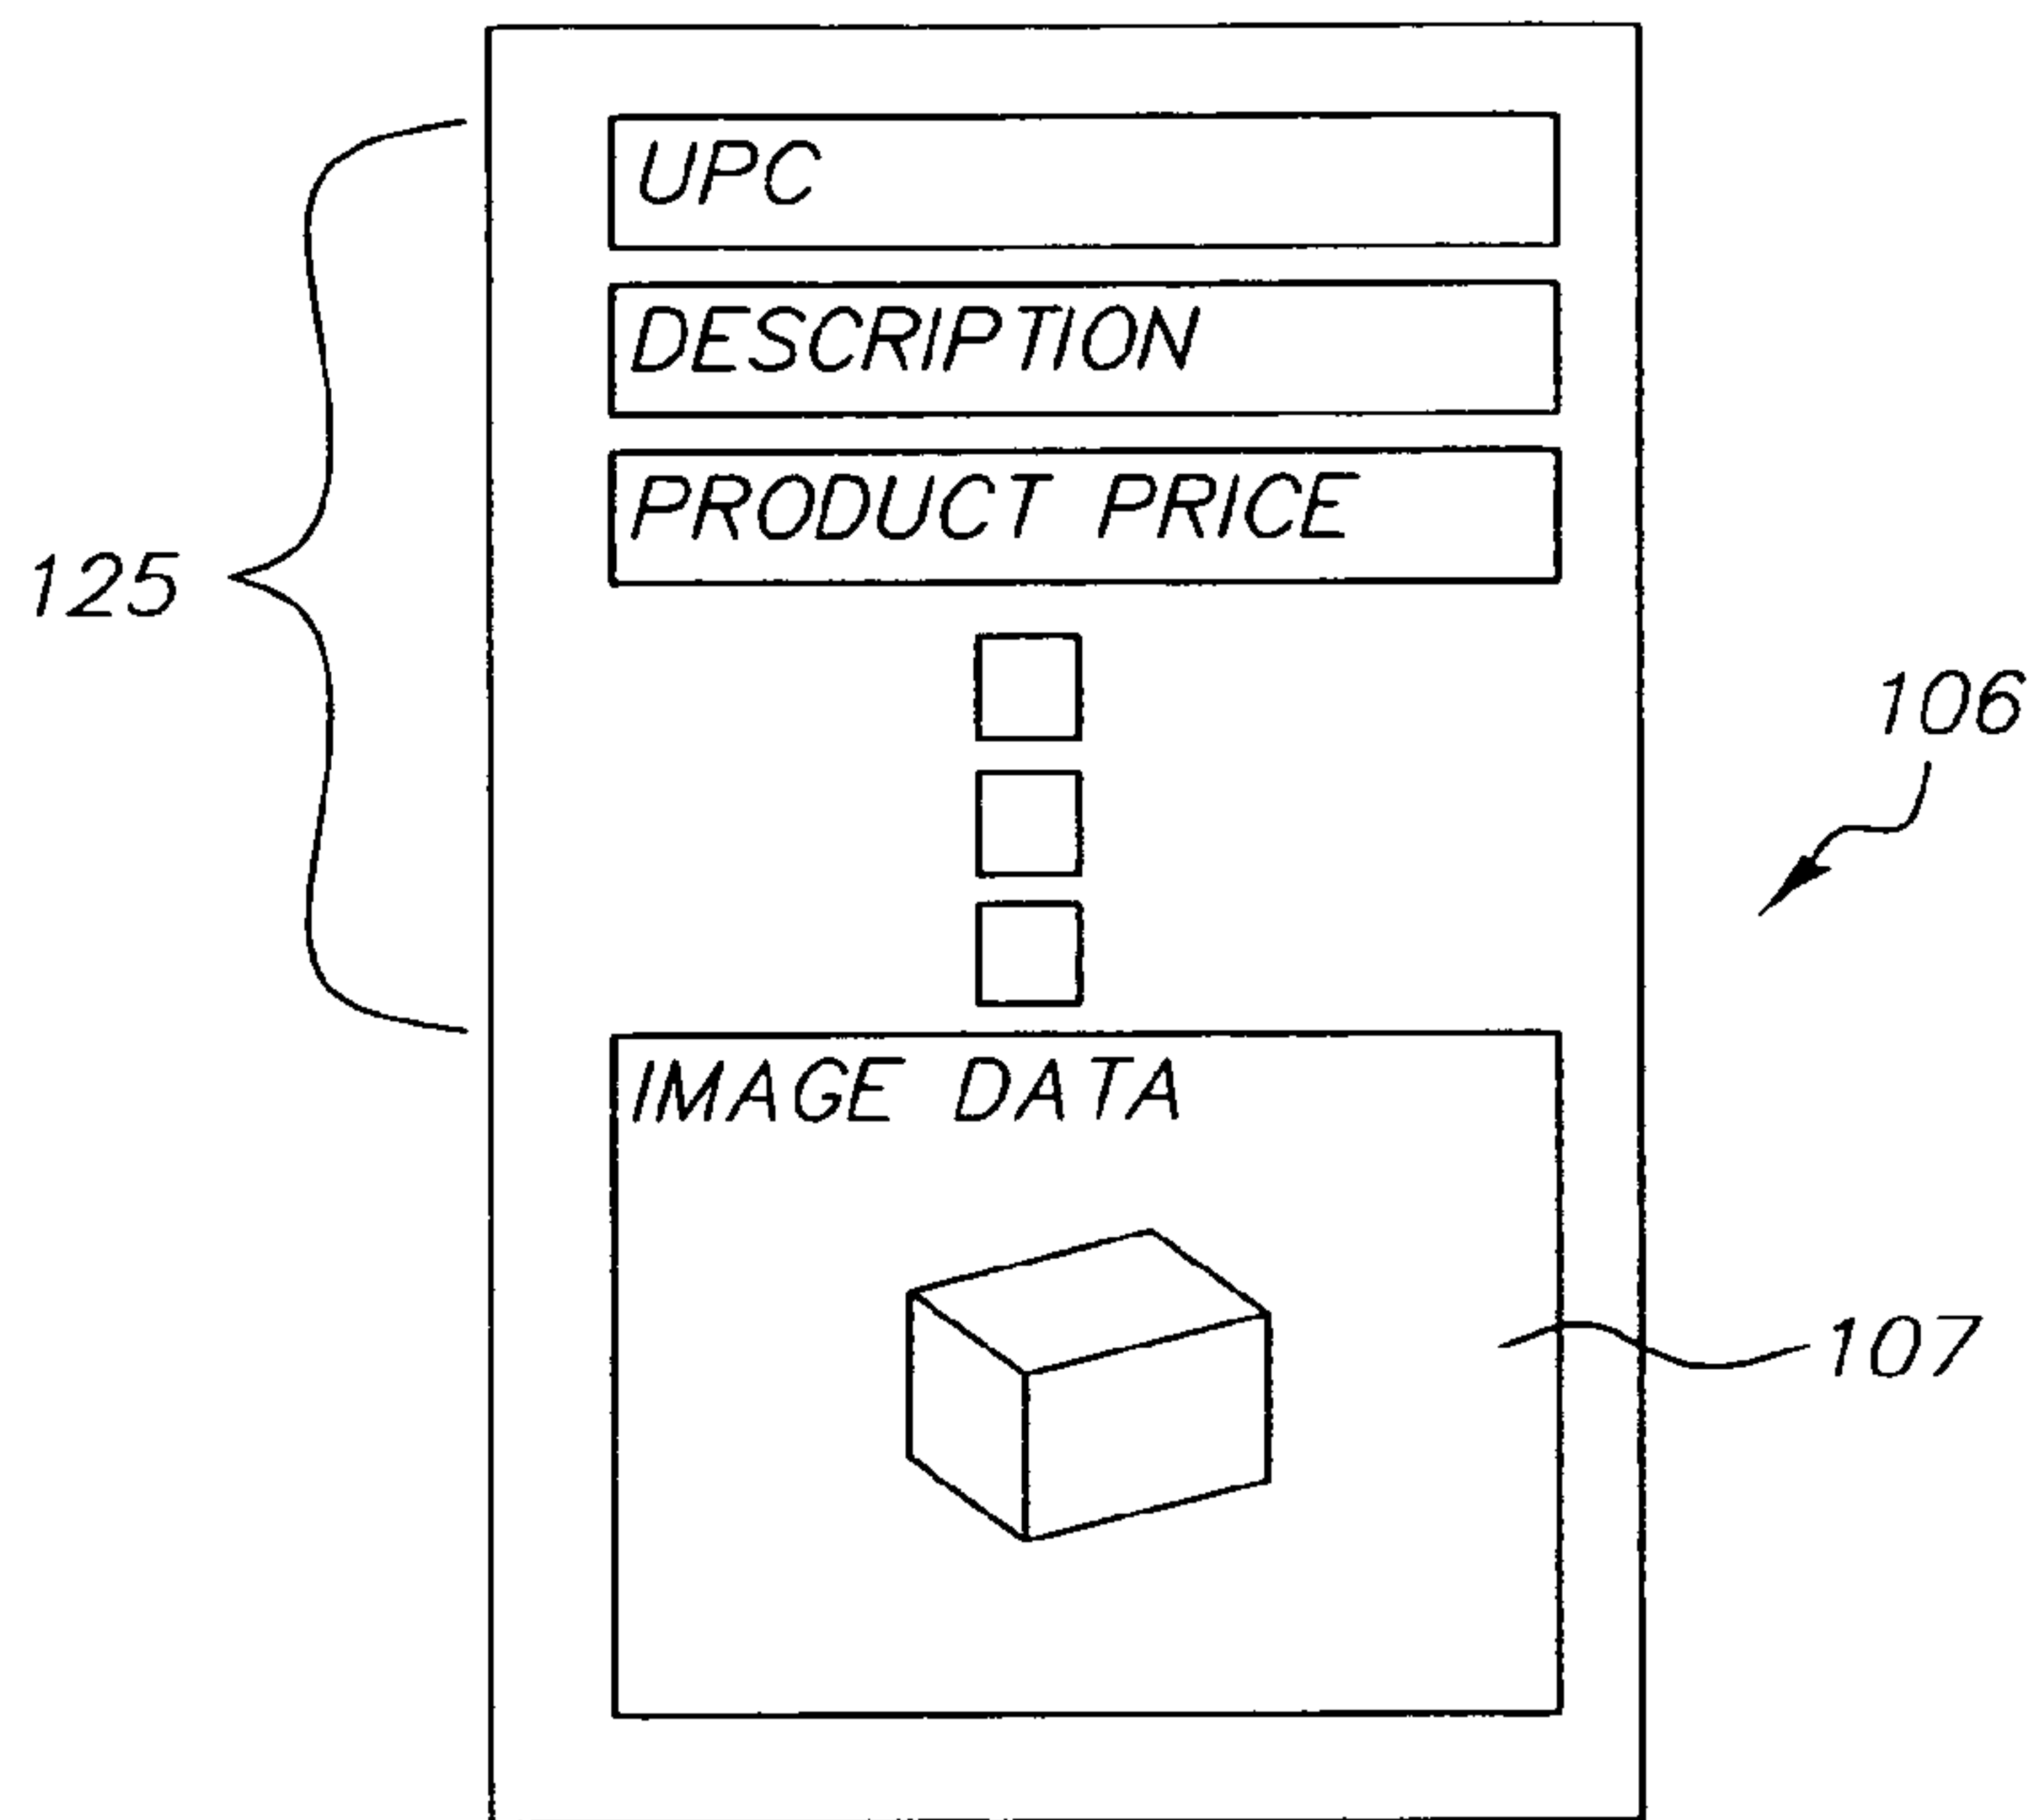 UPC
DESCRIPTION
PRODUCT PRICE
125
106
IMAGE DATA
107